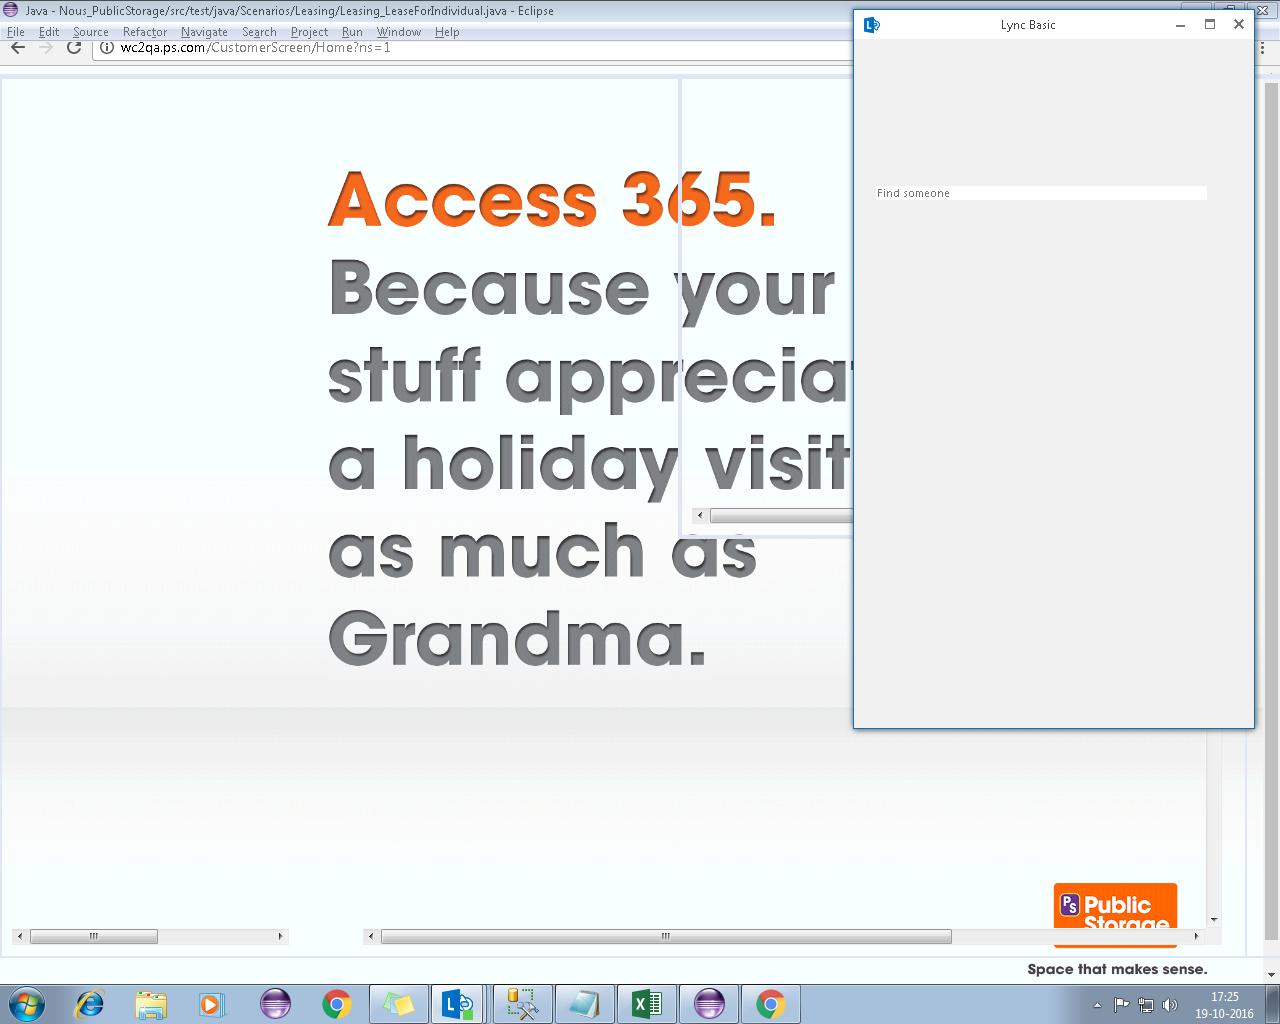 Java - Nous_PublicStorage/src/test/java/Scenarios/Leasing/Leasing_LeaseForIndividual.java - Eclipse
File Edit Source Refactor Navigate Search Project Run Window Help
wc2qa.ps.com/CustomerScreen/Home?ns=1
Lync Basic
Find someone
Access 365.
Because your
stuff apprecia
a holiday visit
as much as
Grandma.
PS Public
Storage
Space that makes sense.
17:25
19-10-2016